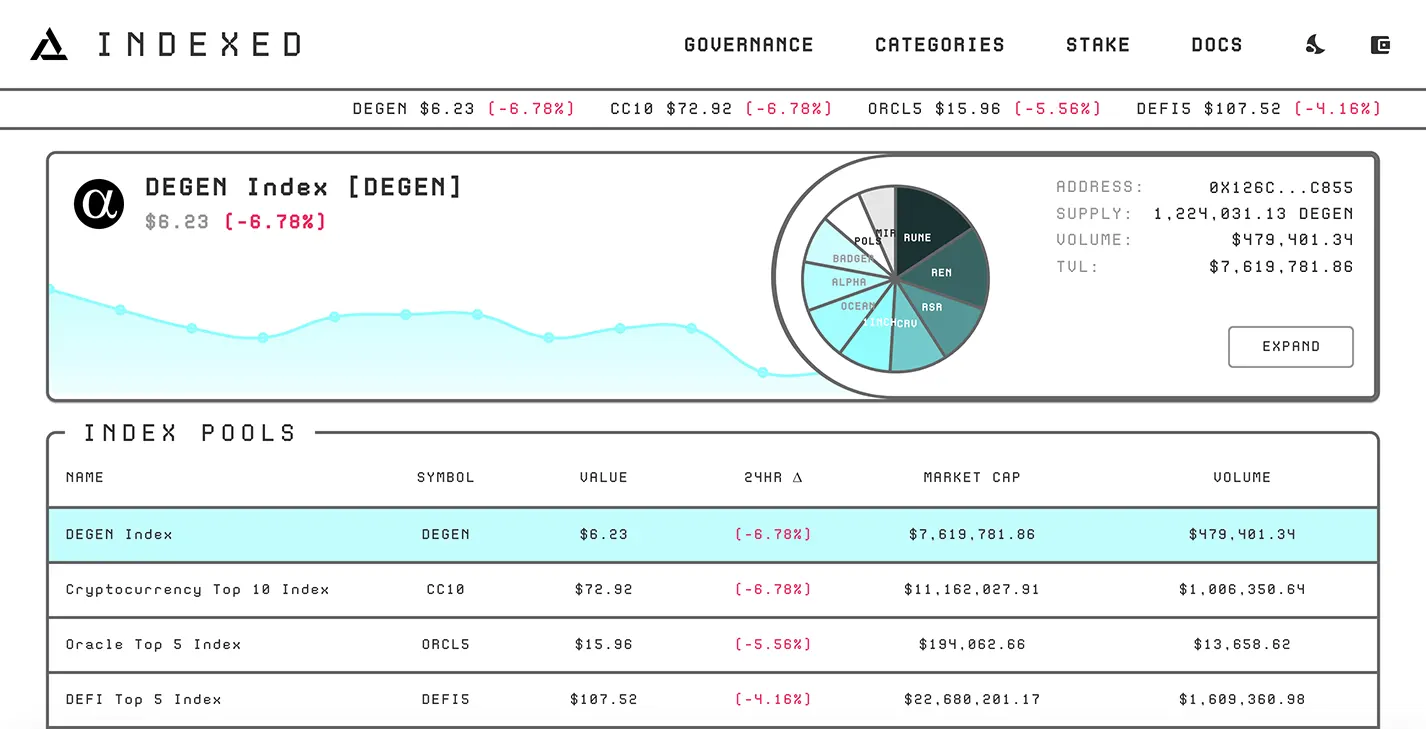 INDEXED GOVERNANCE CATEGORIES STAKE DOCS
DEGEN $6.23 (-6.78%) CC10 $72.92 (-6.78%) ORCL5 $15.96 (-5.56%) DEFI5 $107.52 (-4.16%)
α
DEGEN Index [DEGEN]
$6.23 (-6.78%)
MIR
POLS
RUNE
BADGER
REN
ALPHA
OCEAN
RSR
1INCH
CRV
ADDRESS: 0X126C...C855
SUPPLY: 1,224,031.13 DEGEN
VOLUME: $479,401.34
TVL: $7,619,781.86
EXPAND
INDEX POOLS
NAME SYMBOL VALUE 24HR Δ MARKET CAP VOLUME
DEGEN Index DEGEN $6.23 (-6.78%) $7,619,781.86 $479,401.34
Cryptocurrency Top 10 Index CC10 $72.92 (-6.78%) $11,162,027.91 $1,006,350.64
Oracle Top 5 Index ORCL5 $15.96 (-5.56%) $194,062.66 $13,658.62
DEFI Top 5 Index DEFI5 $107.52 (-4.16%) $22,680,201.17 $1,609,360.98